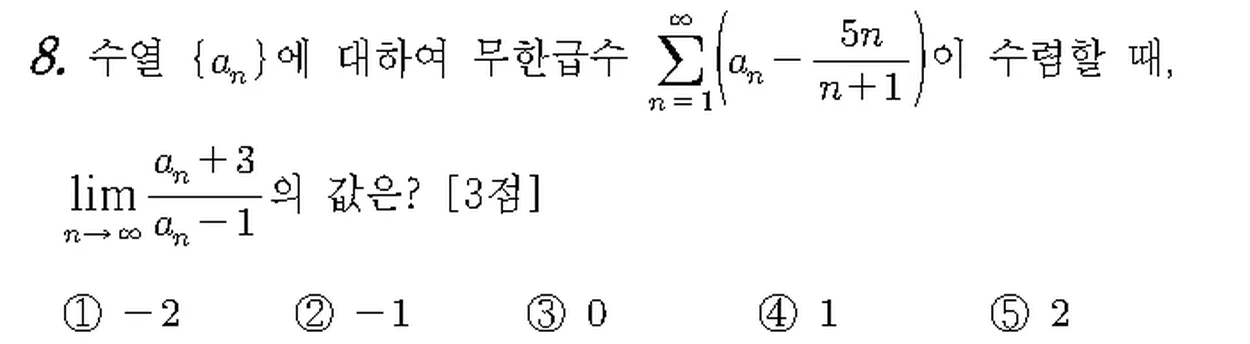 8. 수열 {aₙ}에 대하여 무한급수 ∑_{n=1}^{∞}(aₙ − 5n/(n+1))이 수렴할 때,
lim_{n→∞} (aₙ+3)/(aₙ−1)의 값은? [3점]
① −2 ② −1 ③ 0 ④ 1 ⑤ 2